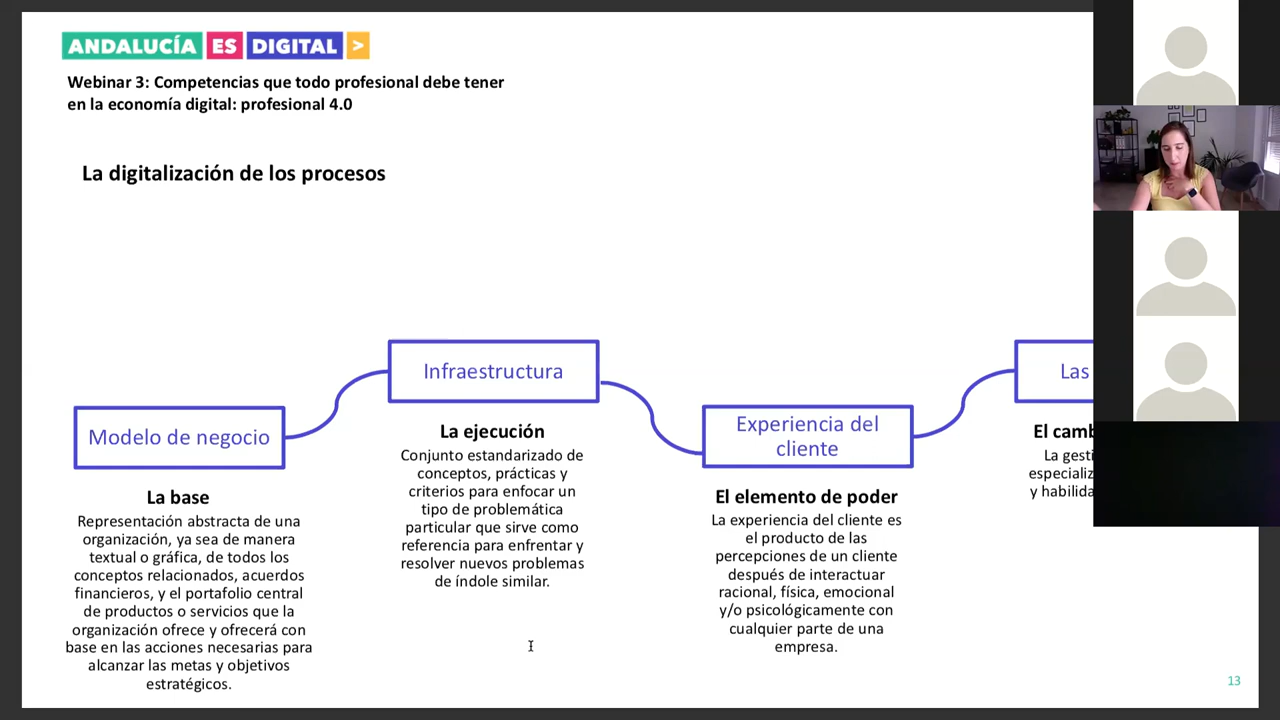 ANDALUCÍA ES DIGITAL >
Webinar 3: Competencias que todo profesional debe tener
en la economía digital: profesional 4.0
La digitalización de los procesos
Modelo de negocio
La base
Representación abstracta de una
organización, ya sea de manera
textual o gráfica, de todos los
conceptos relacionados, acuerdos
financieros, y el portafolio central
de productos o servicios que la
organización ofrece y ofrecerá con
base en las acciones necesarias para
alcanzar las metas y objetivos
estratégicos.
Infraestructura
La ejecución
Conjunto estandarizado de
conceptos, prácticas y
criterios para enfocar un
tipo de problemática
particular que sirve como
referencia para enfrentar y
resolver nuevos problemas
de índole similar.
Experiencia del
cliente
El elemento de poder
La experiencia del cliente es
el producto de las
percepciones de un cliente
después de interactuar
racional, física, emocional
y/o psicológicamente con
cualquier parte de una
empresa.
Las
El
La
y
13